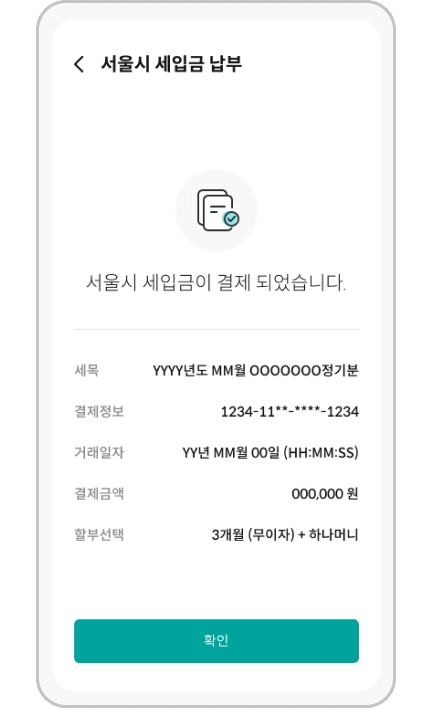 서울시 세입금 납부
서울시 세입금이 결제 되었습니다.
세목 YYYY년도 MM월 OOOOOOO정기분
결제정보 1234-11**-****-1234
거래일자 YY년 MM월 00일 (HH:MM:SS)
결제금액 000,000 원
할부선택 3개월 (무이자) + 하나머니
확인